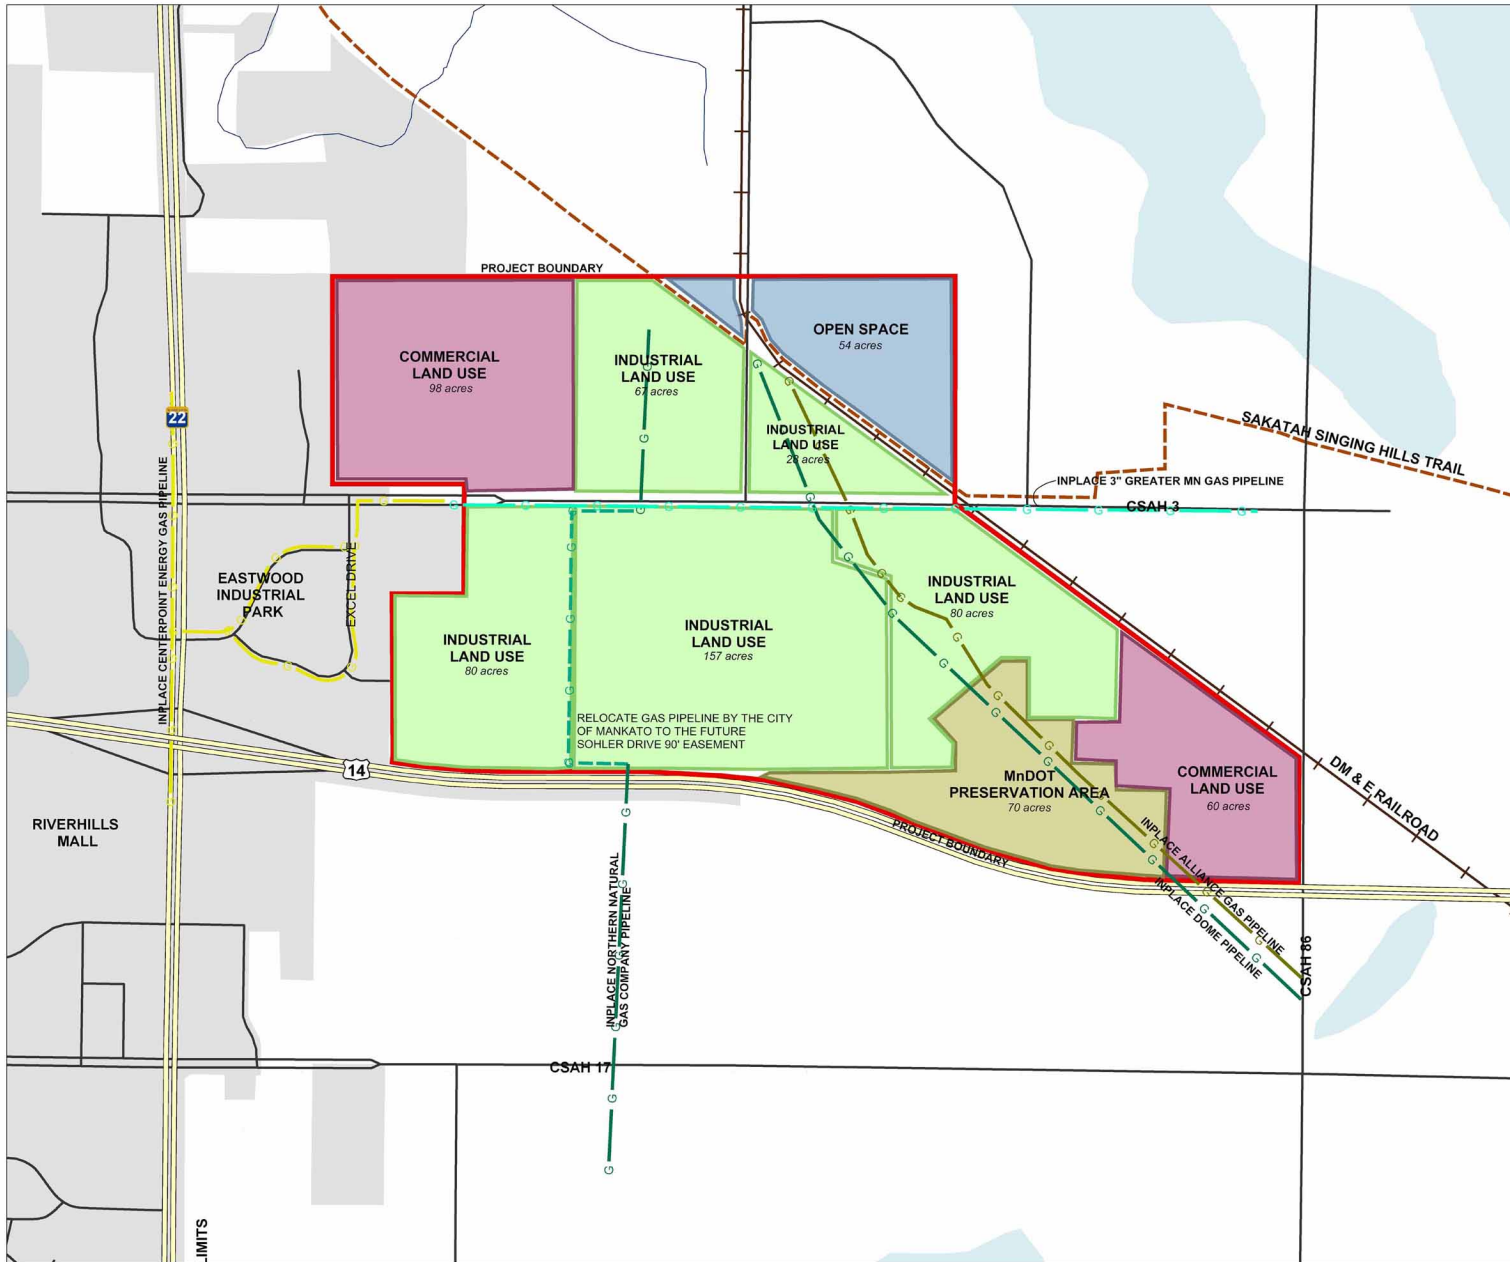 PROJECT BOUNDARY
OPEN SPACE
54 acres
COMMERCIAL
LAND USE
98 acres
INDUSTRIAL
LAND USE
67 acres
INDUSTRIAL
LAND USE
28 acres
22
SAKATAH SINGING HILLS TRAIL
INPLACE 3" GREATER MN GAS PIPELINE
CSAH 3
INPLACE CENTERPOINT ENERGY GAS PIPELINE
EASTWOOD
INDUSTRIAL
PARK
EXCEL DRIVE
INDUSTRIAL
LAND USE
80 acres
INDUSTRIAL
LAND USE
157 acres
INDUSTRIAL
LAND USE
80 acres
RELOCATE GAS PIPELINE BY THE CITY
OF MANKATO TO THE FUTURE
SOHLER DRIVE 90' EASEMENT
14
MnDOT
PRESERVATION AREA
70 acres
COMMERCIAL
LAND USE
60 acres
DM & E RAILROAD
RIVERHILLS
MALL
PROJECT BOUNDARY
INPLACE ALLIANCE GAS PIPELINE
INPLACE DOME PIPELINE
INPLACE NORTHERN NATURAL
GAS COMPANY PIPELINE
CSAH 86
CSAH 17
LIMITS